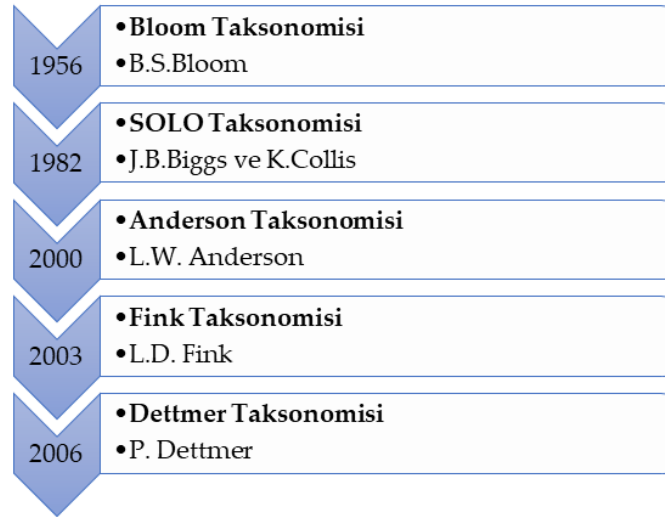 1956
•Bloom Taksonomisi
•B.S.Bloom
1982
•SOLO Taksonomisi
•J.B.Biggs ve K.Collis
2000
•Anderson Taksonomisi
•L.W. Anderson
2003
•Fink Taksonomisi
•L.D. Fink
2006
•Dettmer Taksonomisi
•P. Dettmer